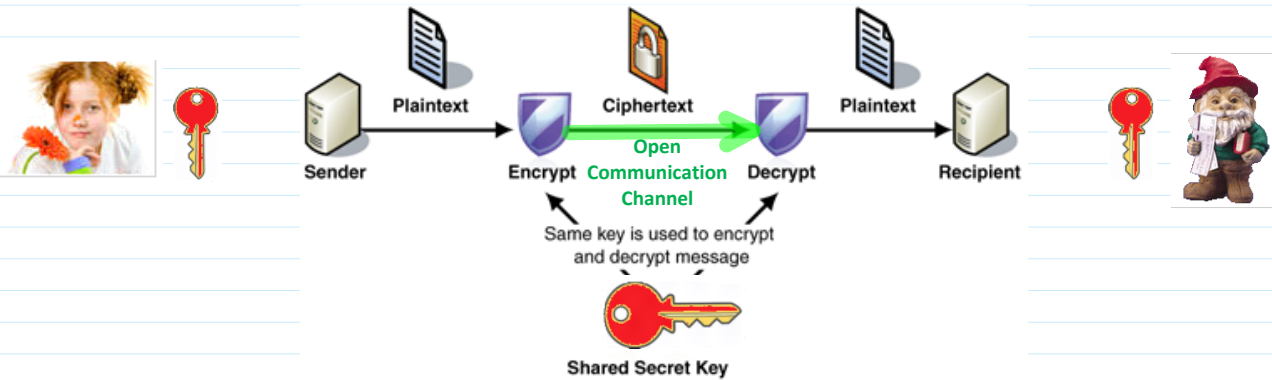 Plaintext
Ciphertext
Plaintext
Sender
Encrypt
Open
Communication
Channel
Decrypt
Recipient
Same key is used to encrypt
and decrypt message
Shared Secret Key